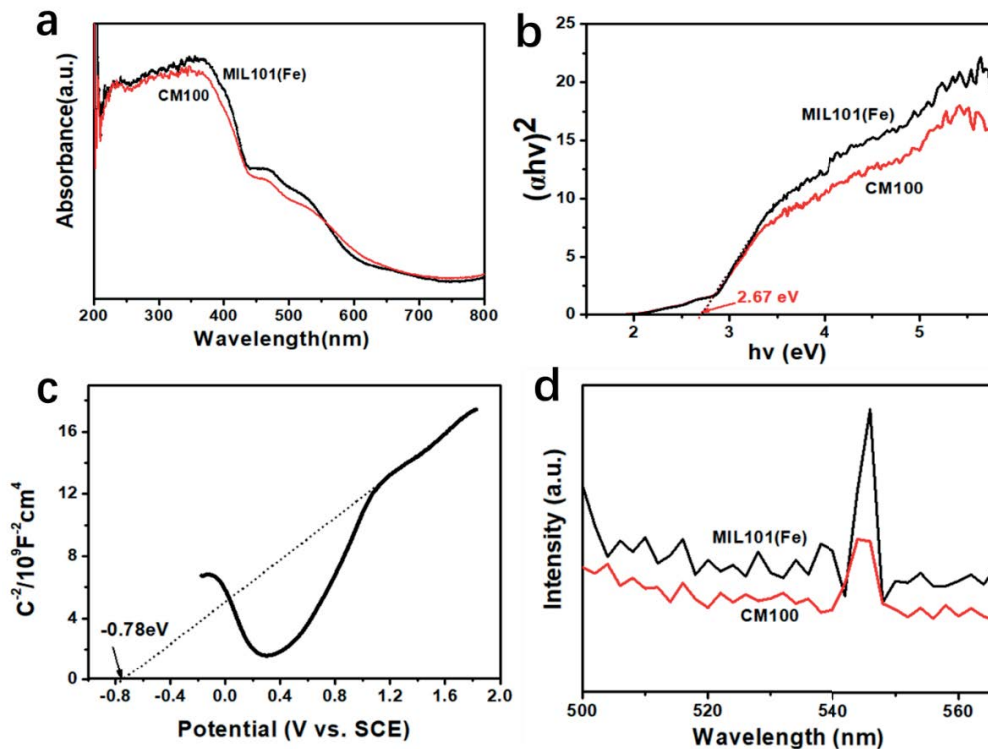 a
Absorbance(a.u.)
MIL101(Fe)
CM100
200 300 400 500 600 700 800
Wavelength(nm)
b
(αhν)2
25
20
15
10
5
0
MIL101(Fe)
CM100
2.67 eV
2 3 4 5
hν (eV)
c
C-2/109F-2cm4
16
12
8
4
0
-0.78eV
-0.8 -0.4 0.0 0.4 0.8 1.2 1.6 2.0
Potential (V vs. SCE)
d
Intensity (a.u.)
MIL101(Fe)
CM100
500 520 540 560
Wavelength (nm)